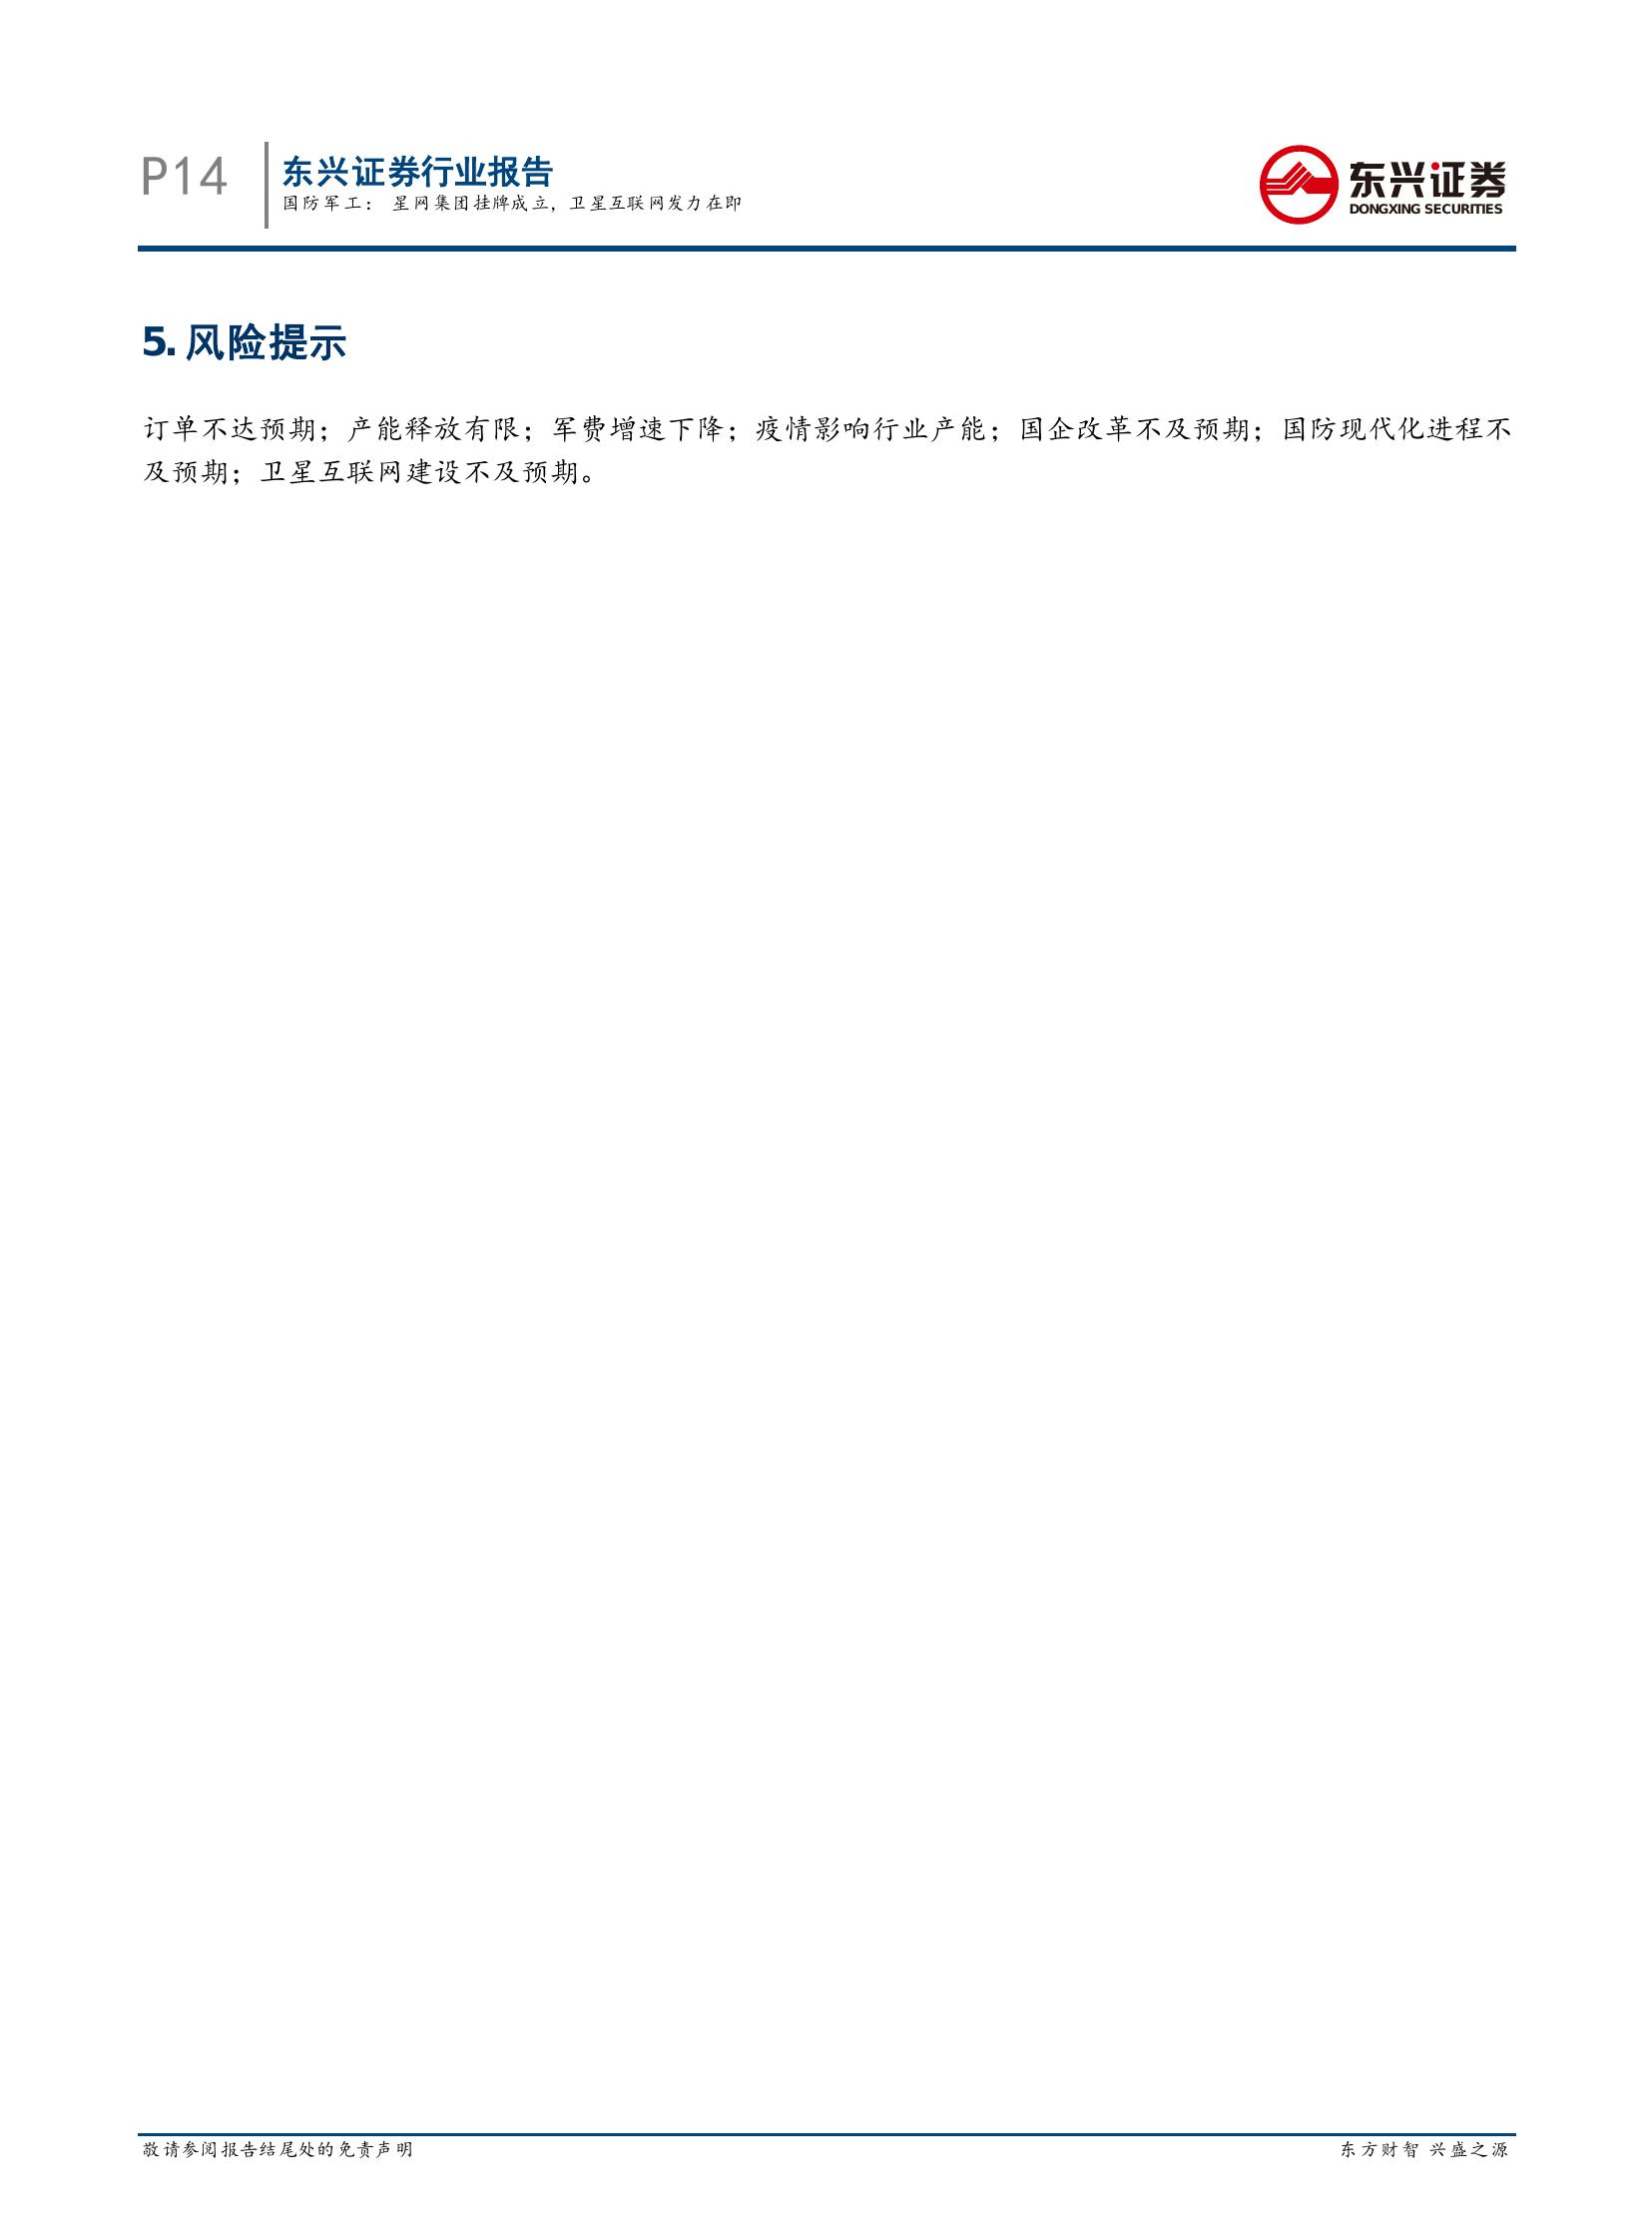 P14
东兴证券行业报告
国防军工： 星网集团挂牌成立，卫星互联网发力在即
东兴证券
DONGXING SECURITIES
5. 风险提示
订单不达预期；产能释放有限；军费增速下降；疫情影响行业产能；国企改革不及预期；国防现代化进程不
及预期；卫星互联网建设不及预期。
敬请参阅报告结尾处的免责声明
东方财智 兴盛之源